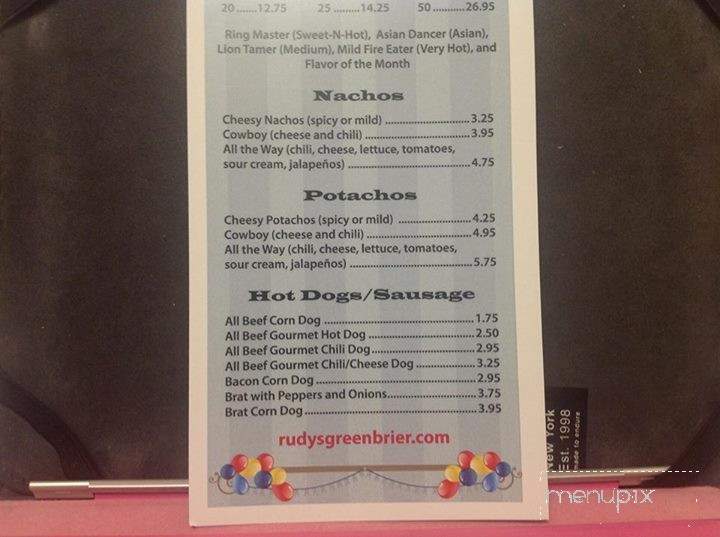 20 ......12.75 25 ......14.25 50 .........26.95
Ring Master (Sweet-N-Hot), Asian Dancer (Asian),
Lion Tamer (Medium), Mild Fire Eater (Very Hot), and
Flavor of the Month
Nachos
Cheesy Nachos (spicy or mild) ........................3.25
Cowboy (cheese and chili) ..............................3.95
All the Way (chili, cheese, lettuce, tomatoes,
sour cream, jalapeños) ...................................4.75
Potachos
Cheesy Potachos (spicy or mild) .....................4.25
Cowboy (cheese and chili) ..............................4.95
All the Way (chili, cheese, lettuce, tomatoes,
sour cream, jalapeños) ...................................5.75
Hot Dogs/Sausage
All Beef Corn Dog ...........................................1.75
All Beef Gourmet Hot Dog ..............................2.50
All Beef Gourmet Chili Dog.............................2.95
All Beef Gourmet Chili/Cheese Dog .................3.25
Bacon Corn Dog .............................................2.95
Brat with Peppers and Onions.........................3.75
Brat Corn Dog.................................................3.95
rudysgreenbrier.com
New York
Est. 1998
made to endure
menupix